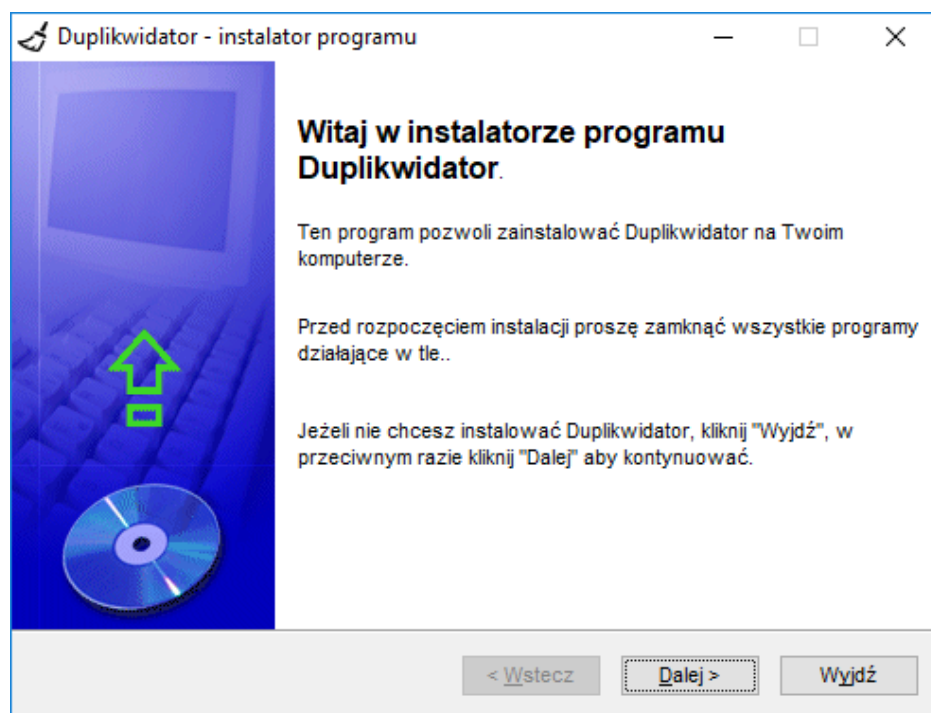 Duplikwidator - instalator programu
Witaj w instalatorze programu
Duplikwidator.
Ten program pozwoli zainstalować Duplikwidator na Twoim
komputerze.
Przed rozpoczęciem instalacji proszę zamknąć wszystkie programy
działające w tle..
Jeżeli nie chcesz instalować Duplikwidator, kliknij "Wyjdź", w
przeciwnym razie kliknij "Dalej" aby kontynuować.
< Wstecz Dalej > Wyjdź